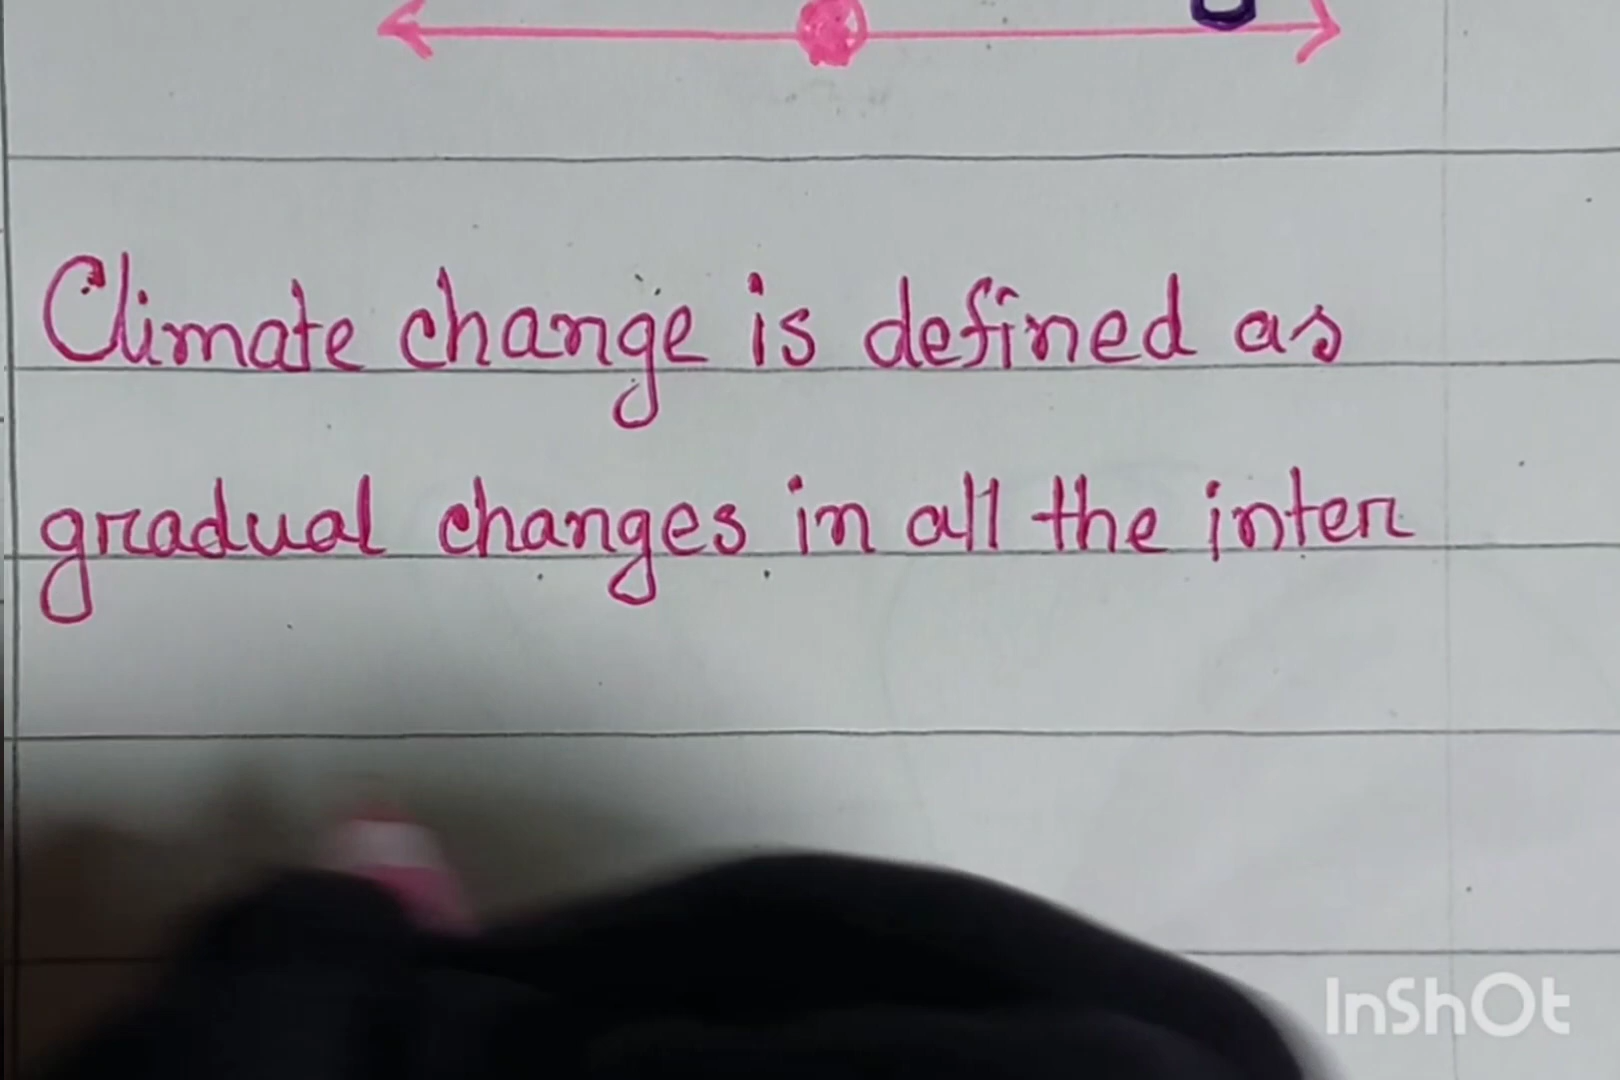 Climate change is defined as
gradual changes in all the inter
InShOt